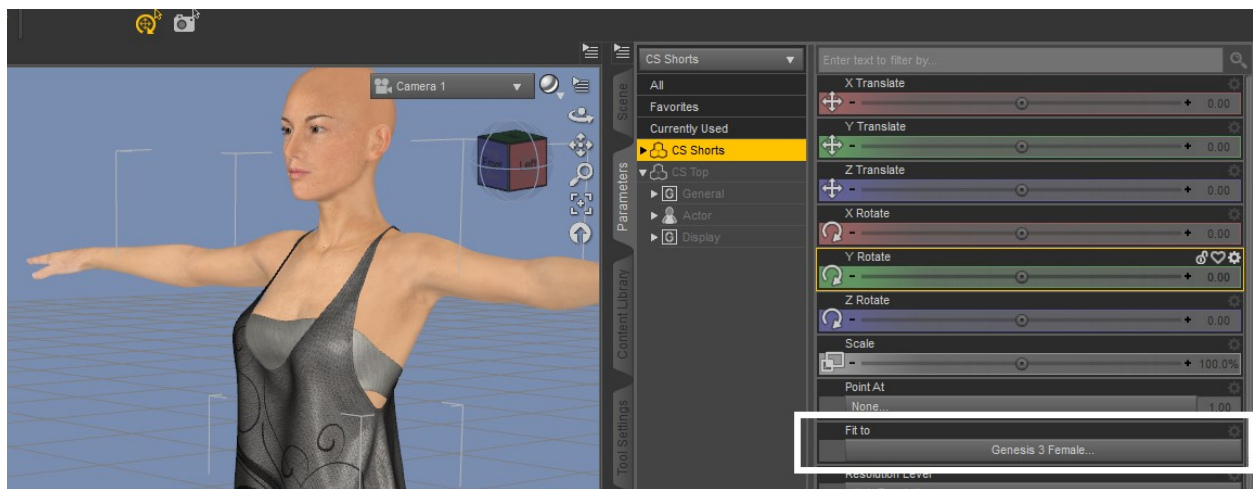 Camera 1
Front
Left
Scene
Parameters
Content Library
Tool Settings
CS Shorts
All
Favorites
Currently Used
CS Shorts
CS Top
G General
Actor
G Display
Enter text to filter by...
X Translate
- + 0.00
Y Translate
- + 0.00
Z Translate
- + 0.00
X Rotate
- + 0.00
Y Rotate
- + 0.00
Z Rotate
- + 0.00
Scale
- + 100.0%
Point At
None... 1.00
Fit to
Genesis 3 Female...
Resolution Level